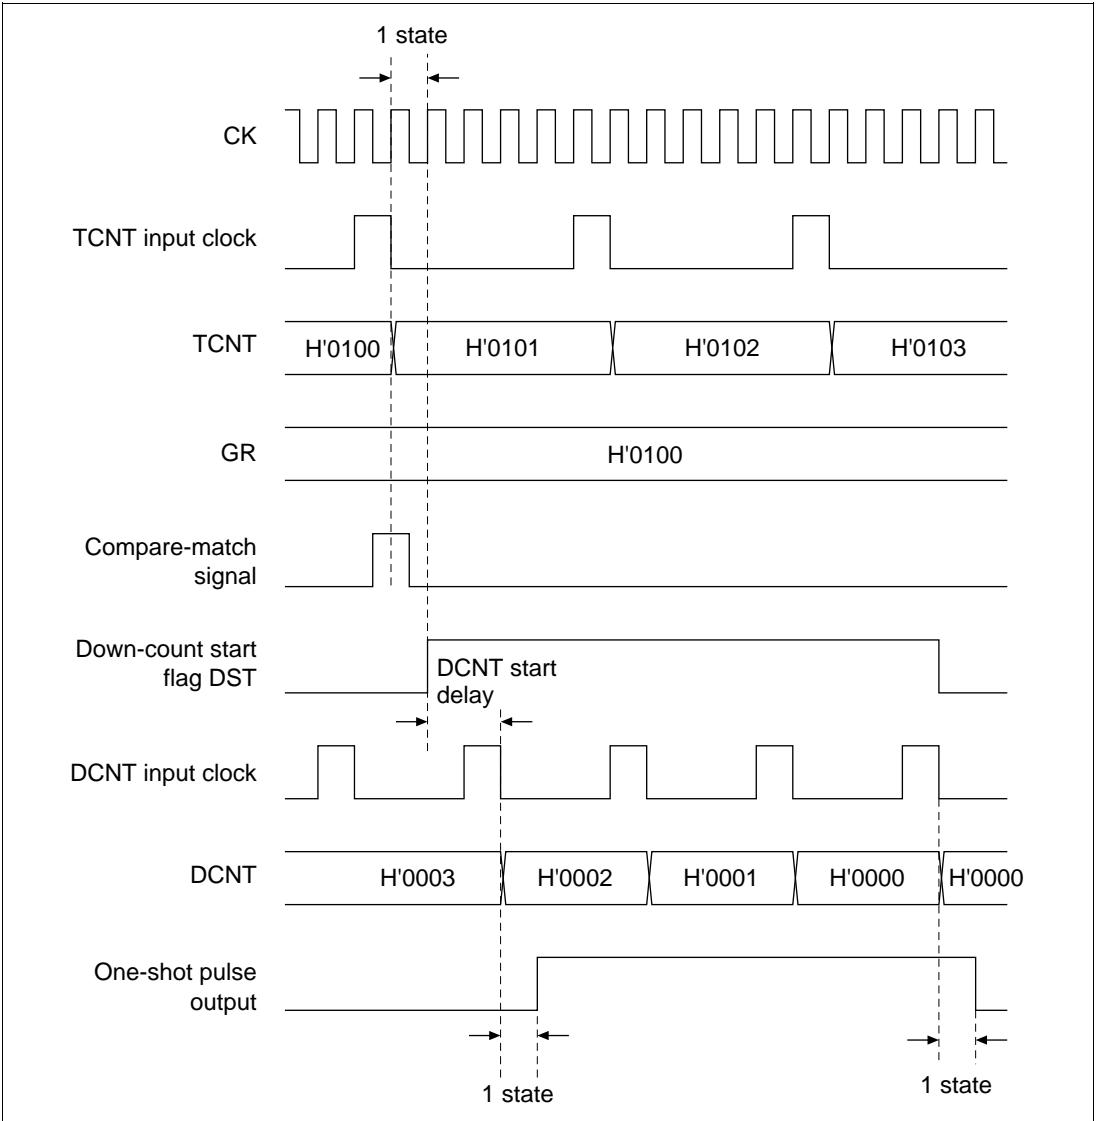 1 state
CK
TCNT input clock
TCNT
H'0100
H'0101
H'0102
H'0103
GR
H'0100
Compare-match
signal
Down-count start
flag DST
DCNT start
delay
DCNT input clock
DCNT
H'0003
H'0002
H'0001
H'0000
H'0000
One-shot pulse
output
1 state
1 state